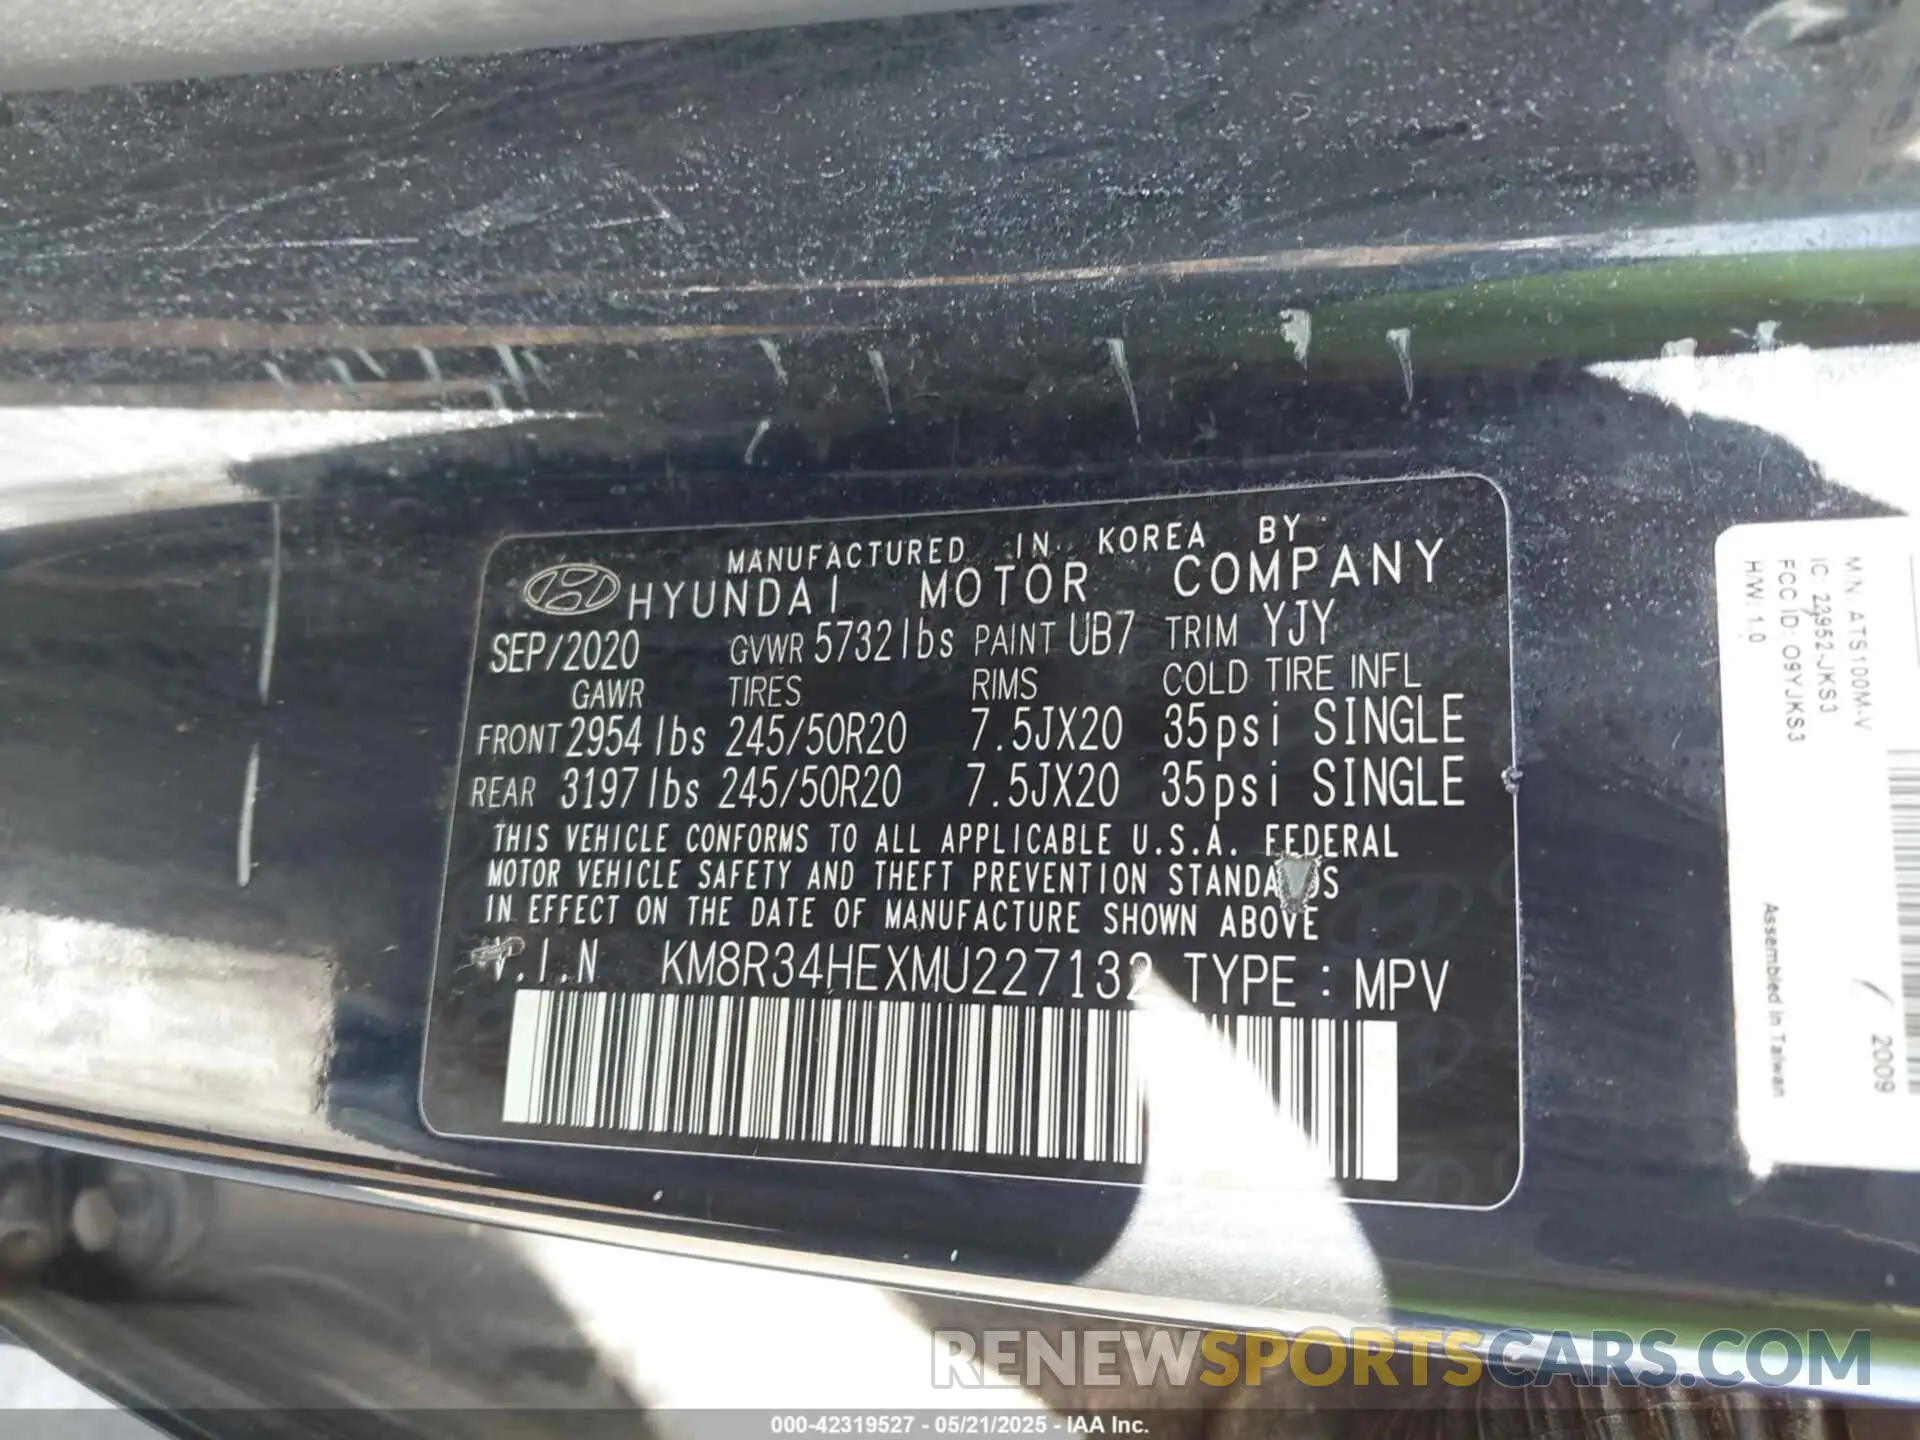 MANUFACTURED IN KOREA BY
HYUNDAI MOTOR COMPANY
SEP/2020 GVWR 5732lbs PAINT UB7 TRIM YJY
GAWR TIRES RIMS COLD TIRE INFL
FRONT 2954lbs 245/50R20 7.5JX20 35psi SINGLE
REAR 3197lbs 245/50R20 7.5JX20 35psi SINGLE
THIS VEHICLE CONFORMS TO ALL APPLICABLE U.S.A. FEDERAL
MOTOR VEHICLE SAFETY AND THEFT PREVENTION STANDARDS
IN EFFECT ON THE DATE OF MANUFACTURE SHOWN ABOVE
V.I.N KM8R34HEXMU227132 TYPE : MPV
M/N: ATS100M-V
IC: 22952-JKS3
FCC ID: O9YJKS3
H/W: 1.0
2009
Assembled in Taiwan
RENEWSPORTSCARS.COM
000-42319527 - 05/21/2025 - IAA Inc.